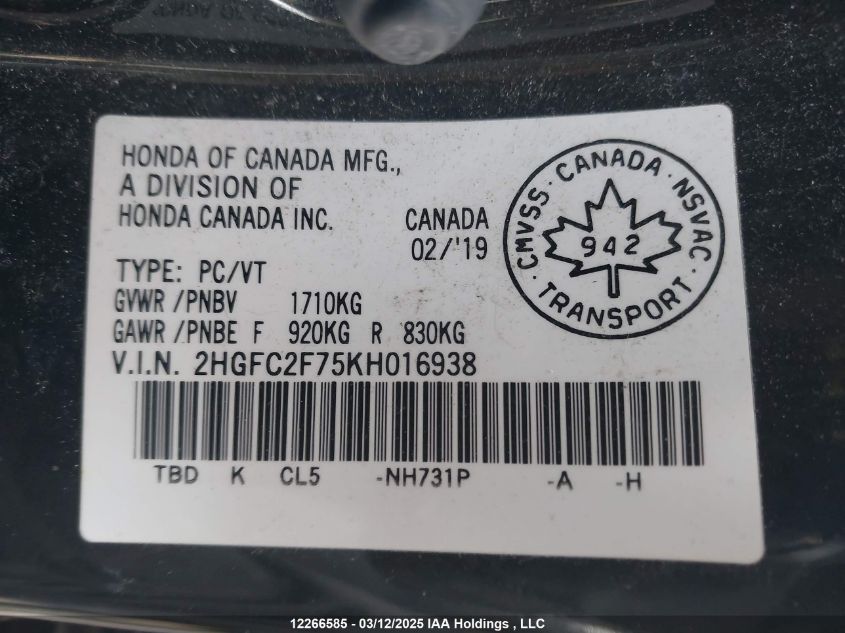 HONDA OF CANADA MFG.,
A DIVISION OF
HONDA CANADA INC. CANADA
02/'19
CMVSS · CANADA · NSVAC
942
· TRANSPORT ·
TYPE: PC/VT
GVWR /PNBV 1710KG
GAWR /PNBE F 920KG R 830KG
V.I.N. 2HGFC2F75KH016938
TBD K CL5 -NH731P -A -H
12266585 - 03/12/2025 IAA Holdings , LLC